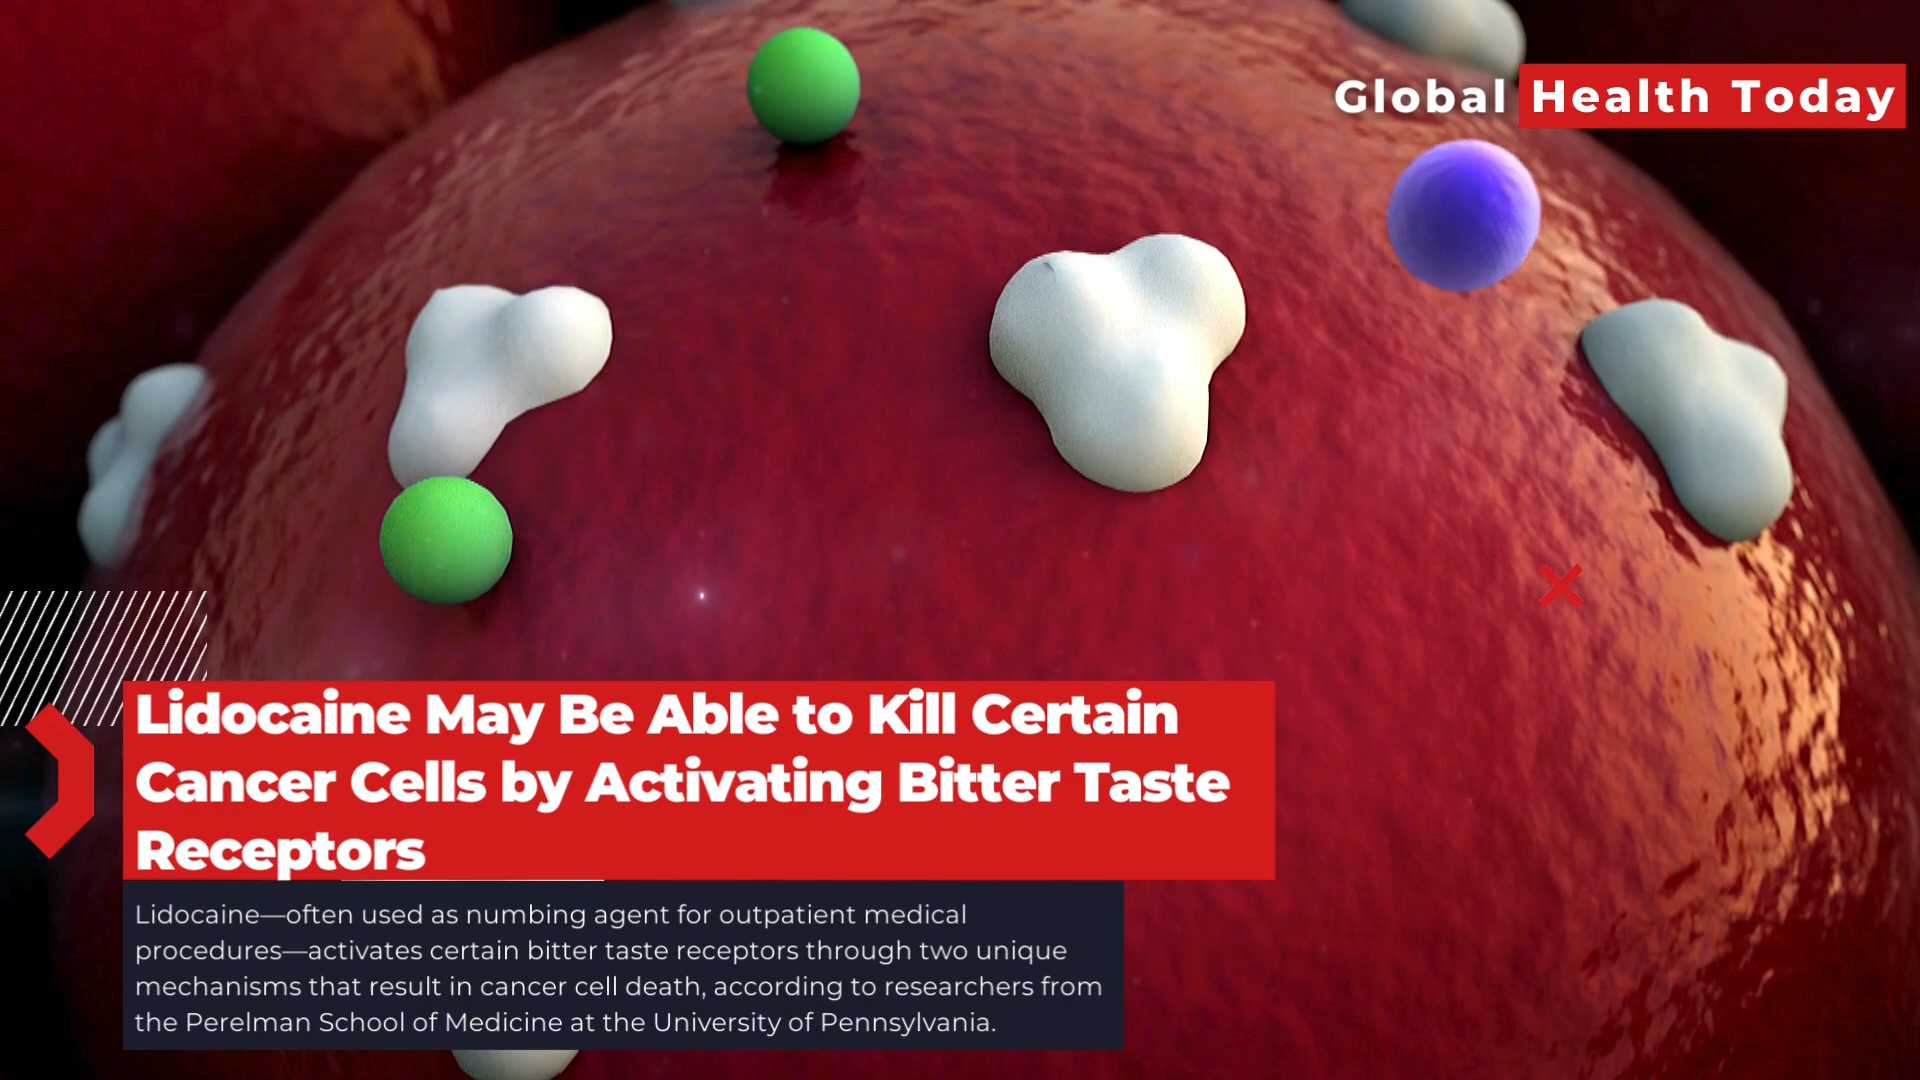 Global Health Today
Lidocaine May Be Able to Kill Certain
Cancer Cells by Activating Bitter Taste
Receptors
Lidocaine—often used as numbing agent for outpatient medical
procedures—activates certain bitter taste receptors through two unique
mechanisms that result in cancer cell death, according to researchers from
the Perelman School of Medicine at the University of Pennsylvania.